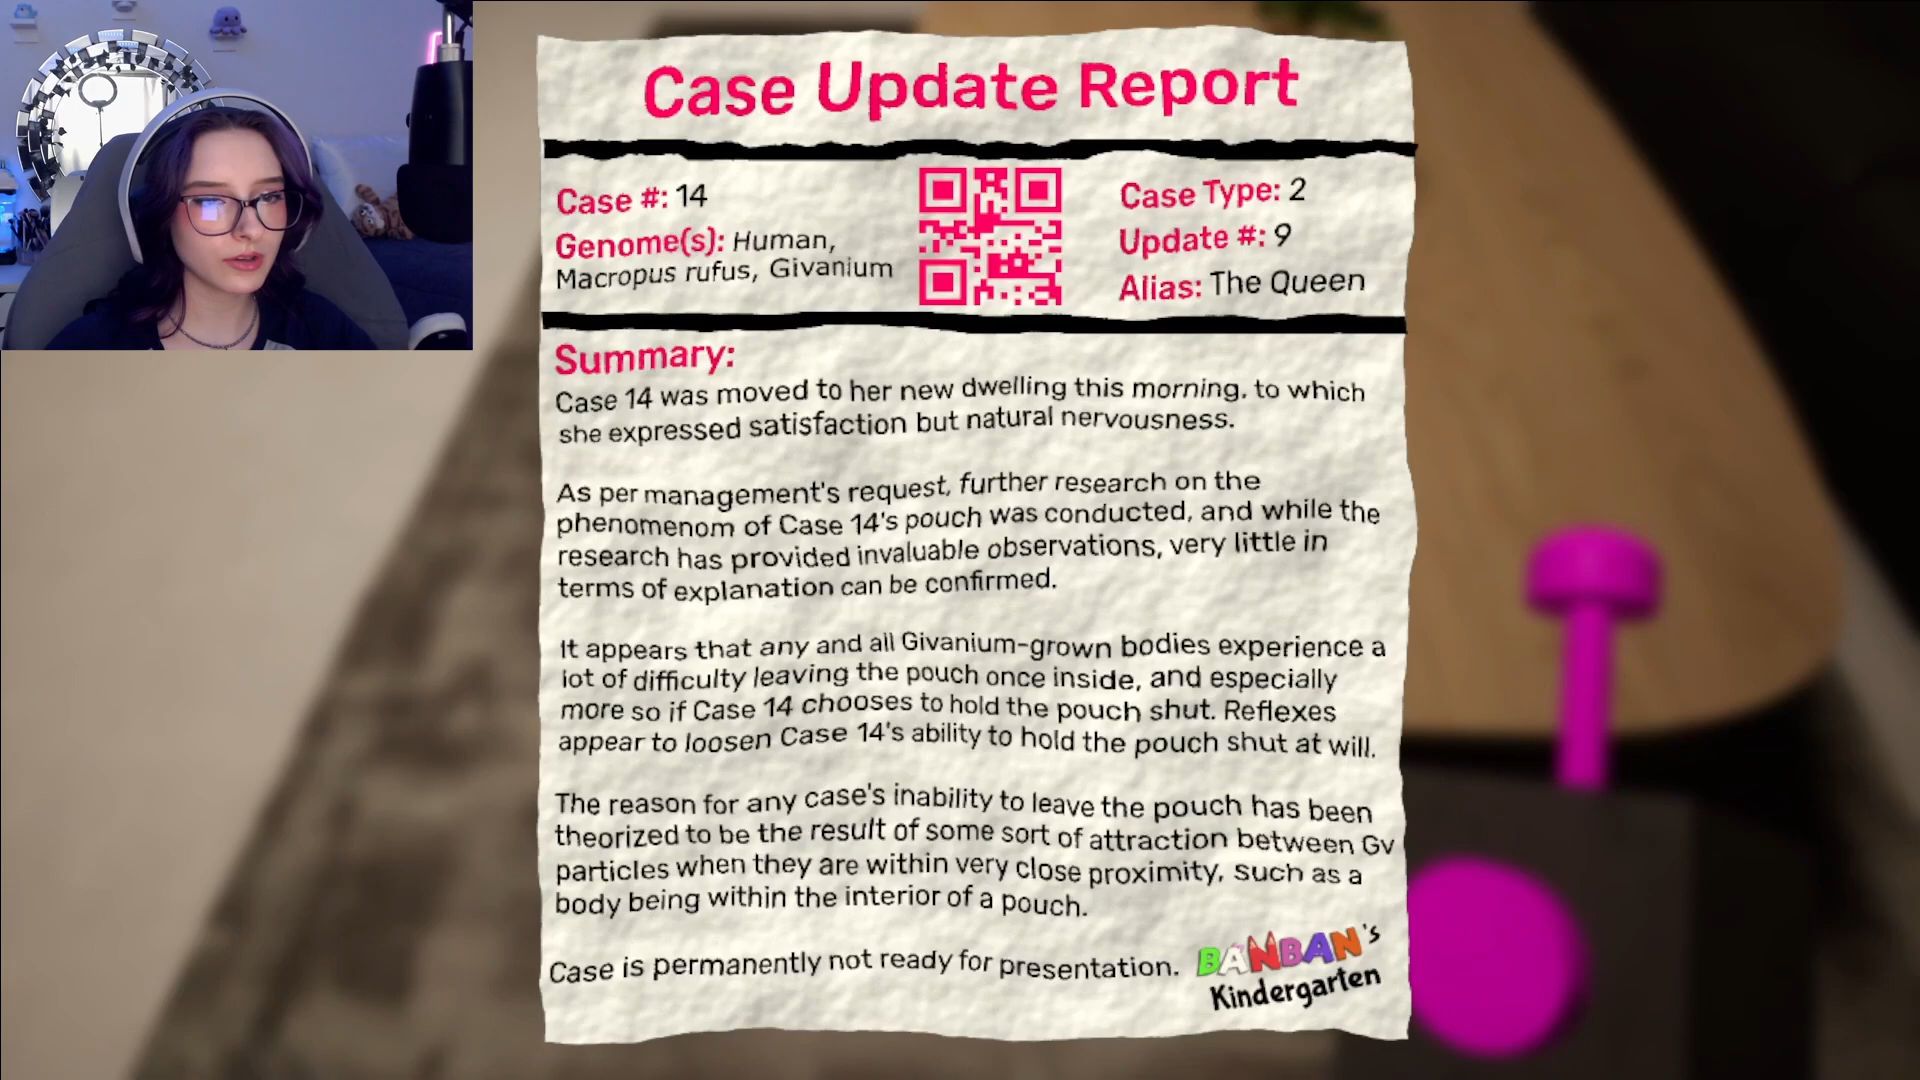 Case Update Report
Case #: 14
Genome(s): Human,
Macropus rufus, Givanium
Case Type: 2
Update #: 9
Alias: The Queen
Summary:
Case 14 was moved to her new dwelling this morning, to which
she expressed satisfaction but natural nervousness.
As per management's request, further research on the
phenomenom of Case 14's pouch was conducted, and while the
research has provided invaluable observations, very little in
terms of explanation can be confirmed.
It appears that any and all Givanium-grown bodies experience a
lot of difficulty leaving the pouch once inside, and especially
more so if Case 14 chooses to hold the pouch shut. Reflexes
appear to loosen Case 14's ability to hold the pouch shut at will.
The reason for any case's inability to leave the pouch has been
theorized to be the result of some sort of attraction between Gv
particles when they are within very close proximity, such as a
body being within the interior of a pouch.
Case is permanently not ready for presentation.
BANBAN's
Kindergarten